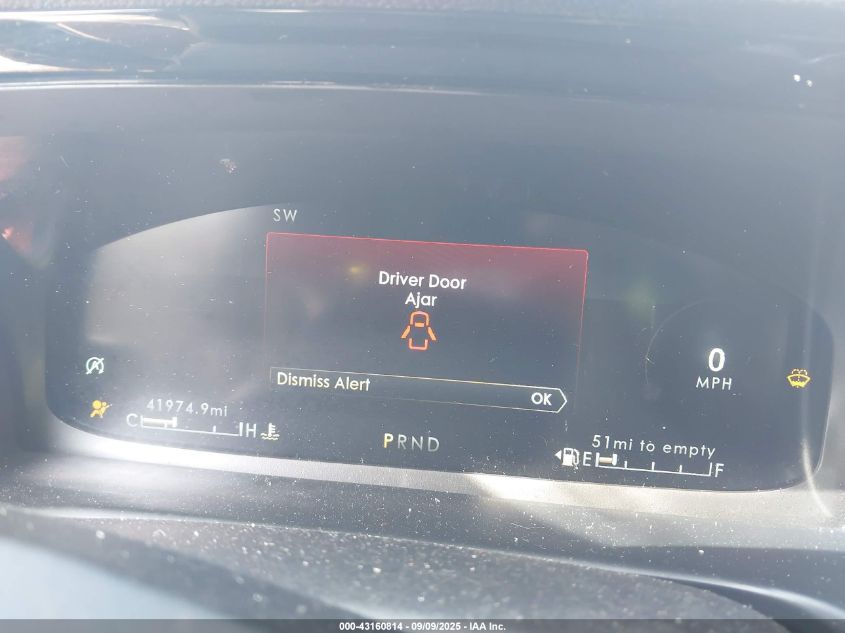 SW
Driver Door
Ajar
Dismiss Alert
OK
0
MPH
41974.9mi
C H
PRND
51mi to empty
E F
000-43160814 - 09/09/2025 - IAA Inc.